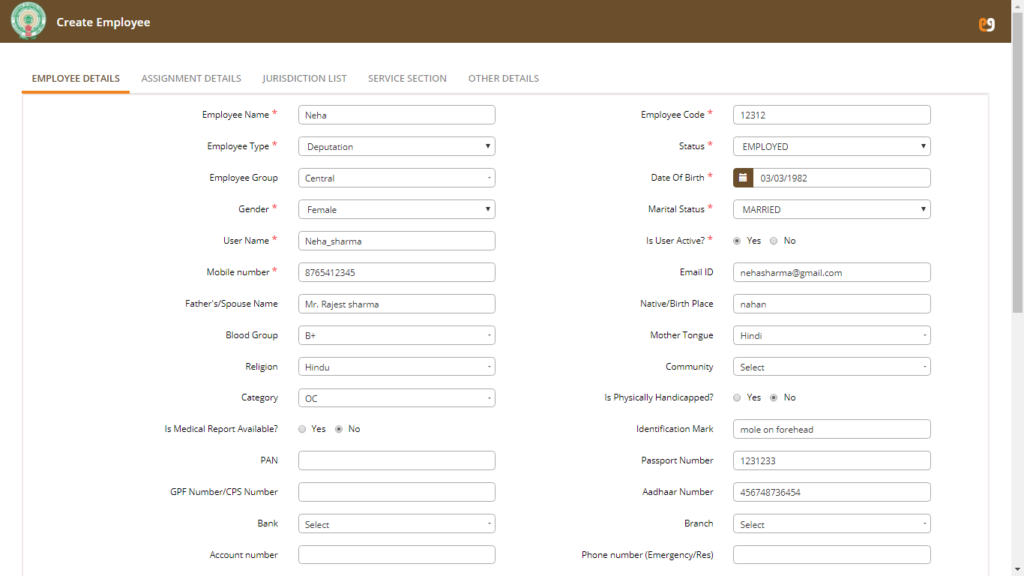 Create Employee
eg
EMPLOYEE DETAILS ASSIGNMENT DETAILS JURISDICTION LIST SERVICE SECTION OTHER DETAILS
Employee Name * Neha Employee Code * 12312
Employee Type * Deputation Status * EMPLOYED
Employee Group Central Date Of Birth * 03/03/1982
Gender * Female Marital Status * MARRIED
User Name * Neha_sharma Is User Active? * Yes No
Mobile number * 8765412345 Email ID nehasharma@gmail.com
Father's/Spouse Name Mr. Rajest sharma Native/Birth Place nahan
Blood Group B+ Mother Tongue Hindi
Religion Hindu Community Select
Category OC Is Physically Handicapped? Yes No
Is Medical Report Available? Yes No Identification Mark mole on forehead
PAN Passport Number 1231233
GPF Number/CPS Number Aadhaar Number 456748736454
Bank Select Branch Select
Account number Phone number (Emergency/Res)